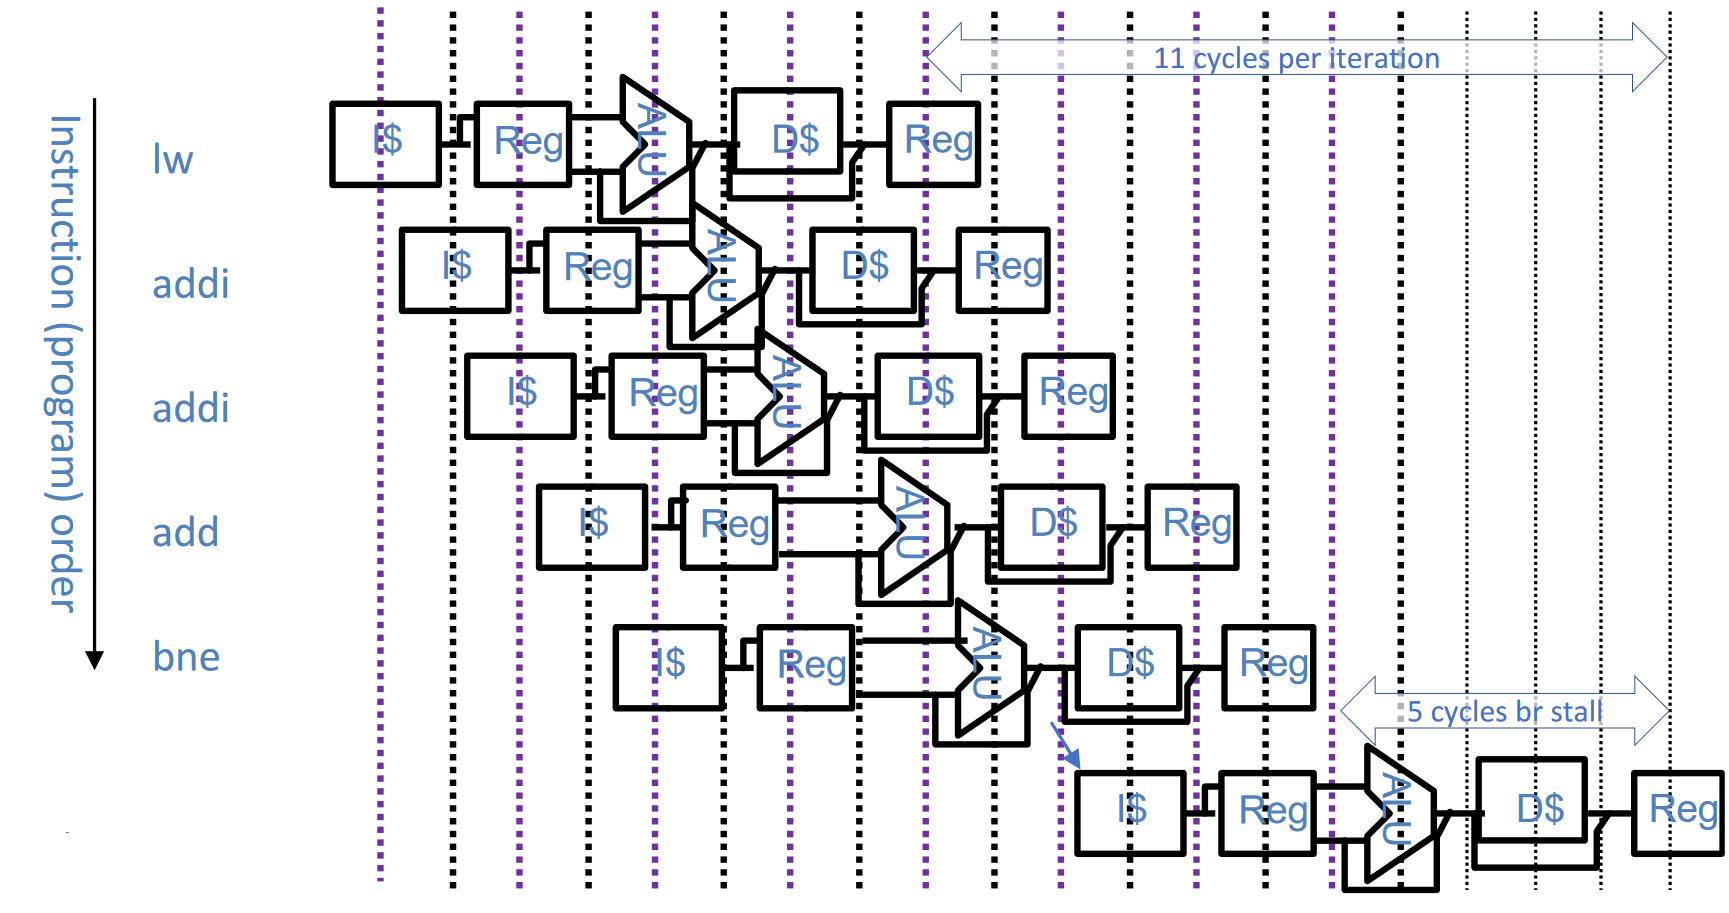 11 cycles per iteration
Instruction (program) order
lw
I$ Reg ALU D$ Reg
addi
I$ Reg ALU D$ Reg
addi
I$ Reg ALU D$ Reg
add
I$ Reg ALU D$ Reg
bne
I$ Reg ALU D$ Reg
5 cycles br stall
I$ Reg ALU D$ Reg